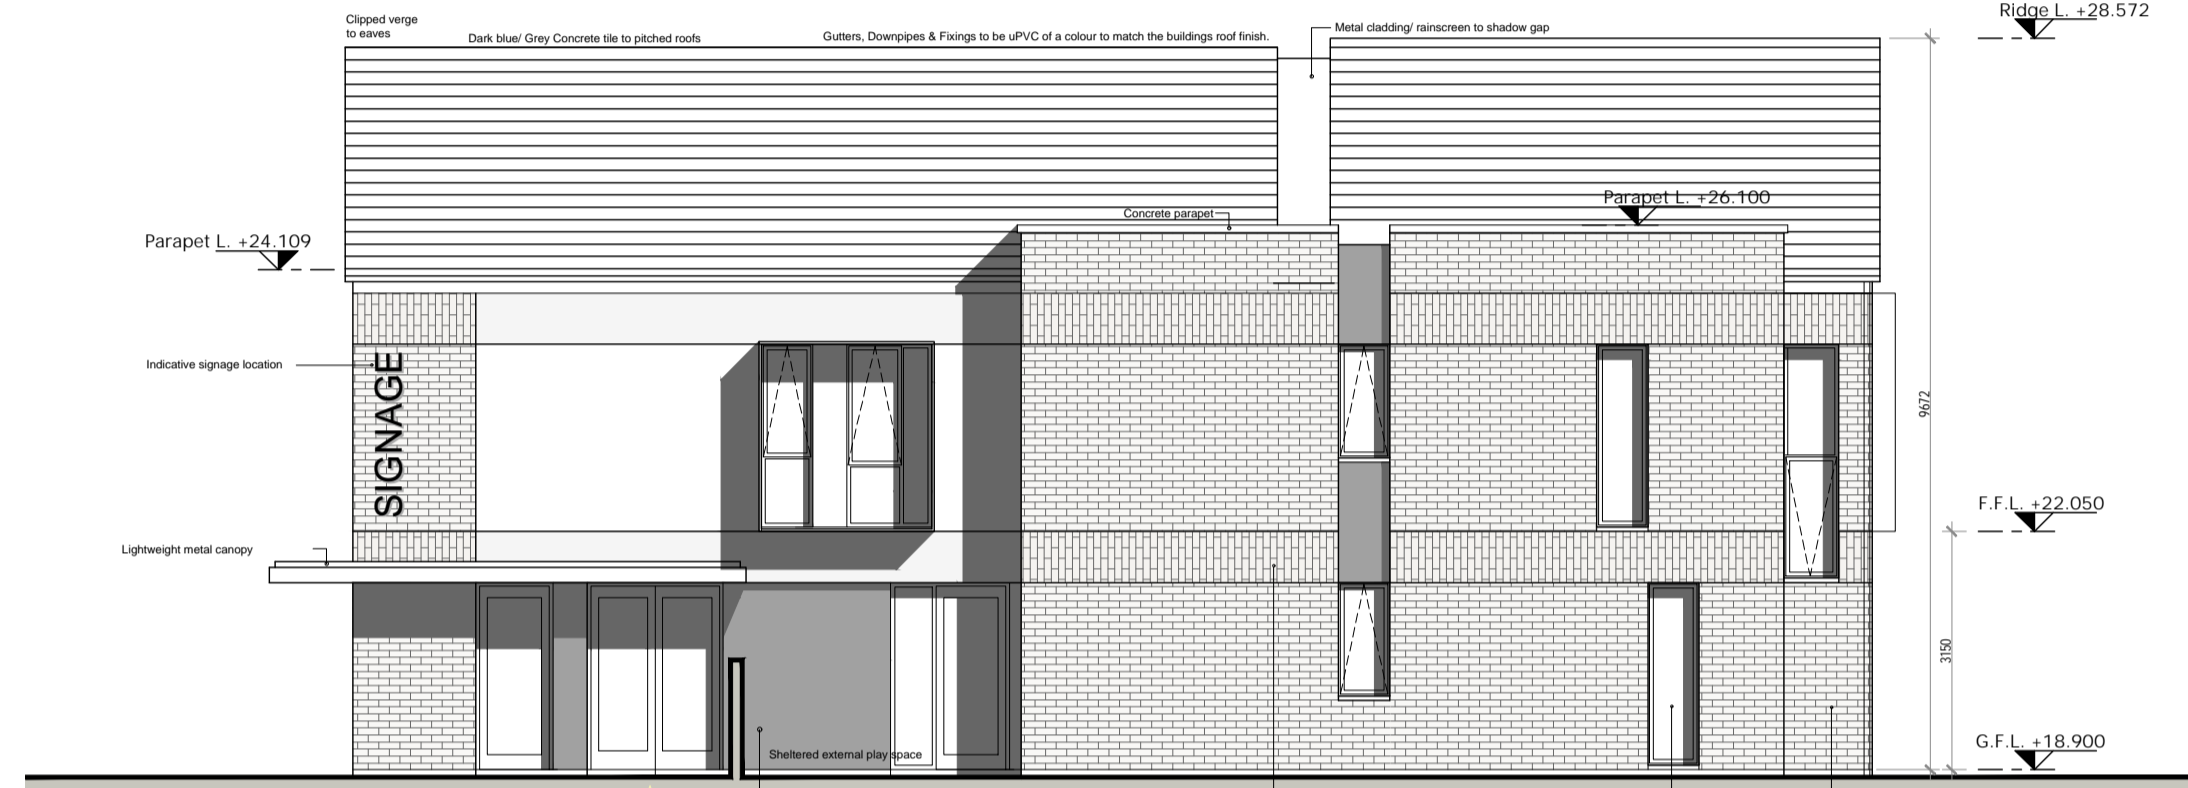 Clipped verge
to eaves
Dark blue/ Grey Concrete tile to pitched roofs
Gutters, Downpipes & Fixings to be uPVC of a colour to match the buildings roof finish.
Metal cladding/ rainscreen to shadow gap
Ridge L. +28.572
Parapet L. +26.100
Concrete parapet
Parapet L. +24.109
Indicative signage location
SIGNAGE
9672
F.F.L. +22.050
Lightweight metal canopy
3150
G.F.L. +18.900
Sheltered external play space